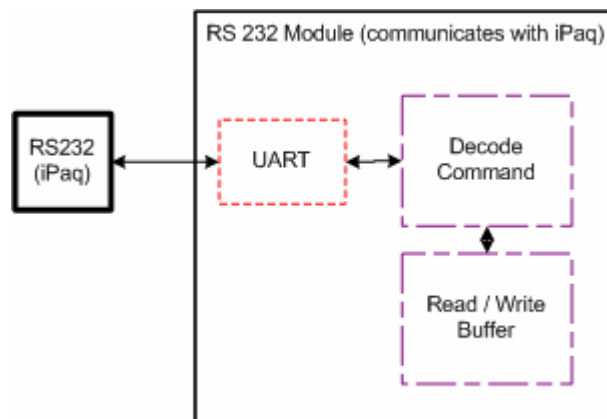 RS 232 Module (communicates with iPaq)
RS232
(iPaq)
UART
Decode
Command
Read / Write
Buffer